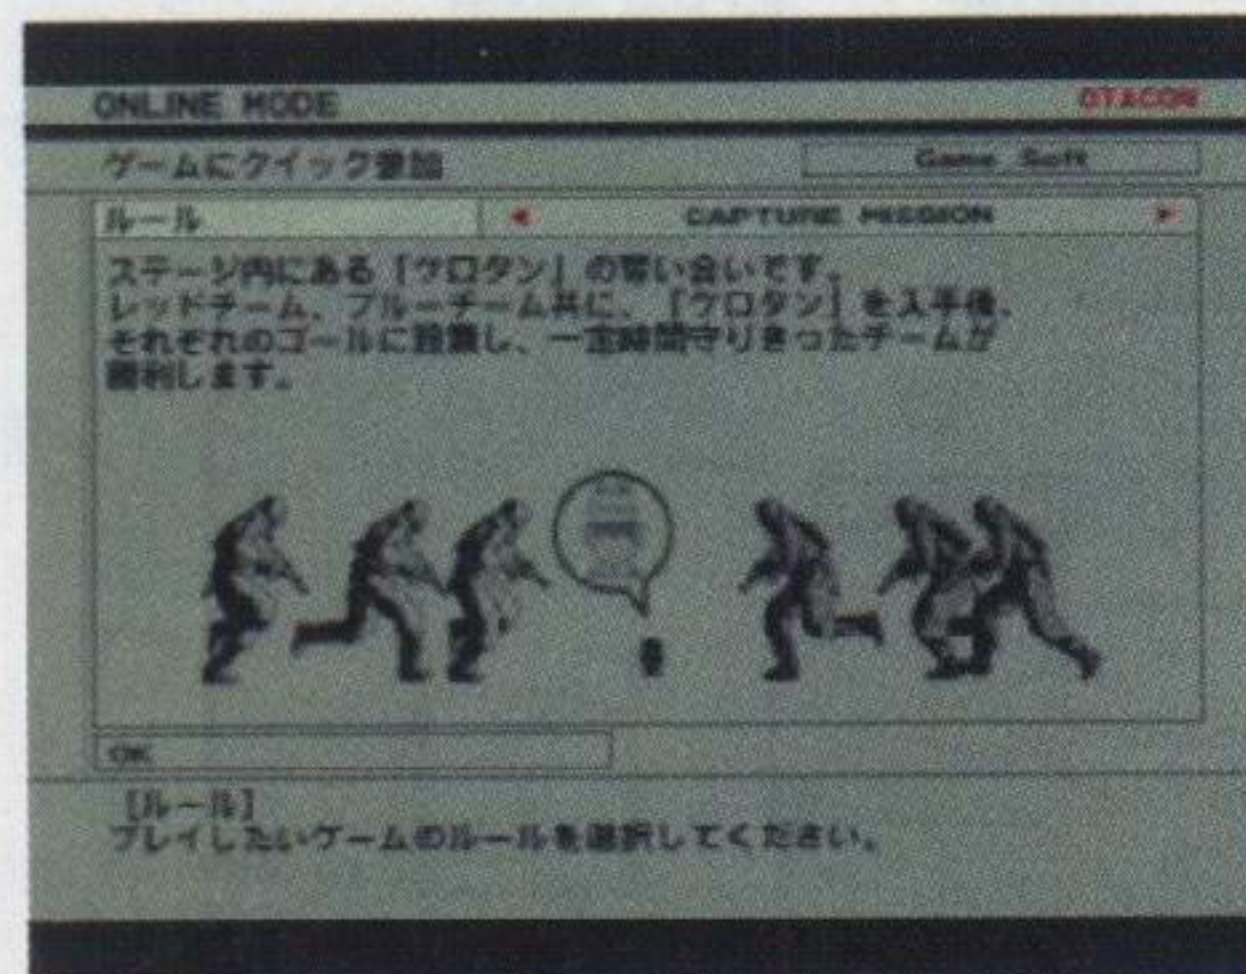 ONLINE MODE
OTACON
ゲームにクイック参加
Game Soft
ルール
CAPTURE MISSION
ステージ内にある「ケロタン」の奪い合いです。
レッドチーム、ブルーチーム共に、「ケロタン」を入手後、
それぞれのゴールに設置し、一定時間守りきったチームが
勝利します。
OK
[ルール]
プレイしたいゲームのルールを選択してください。